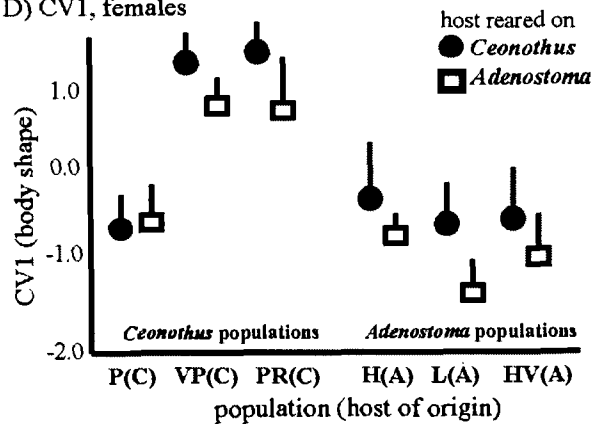 D) CV1, females
host reared on
Ceonothus
Adenostoma
CV1 (body shape)
1.0
0.0
-1.0
-2.0
Ceonothus populations
Adenostoma populations
P(C) VP(C) PR(C) H(A) L(A) HV(A)
population (host of origin)